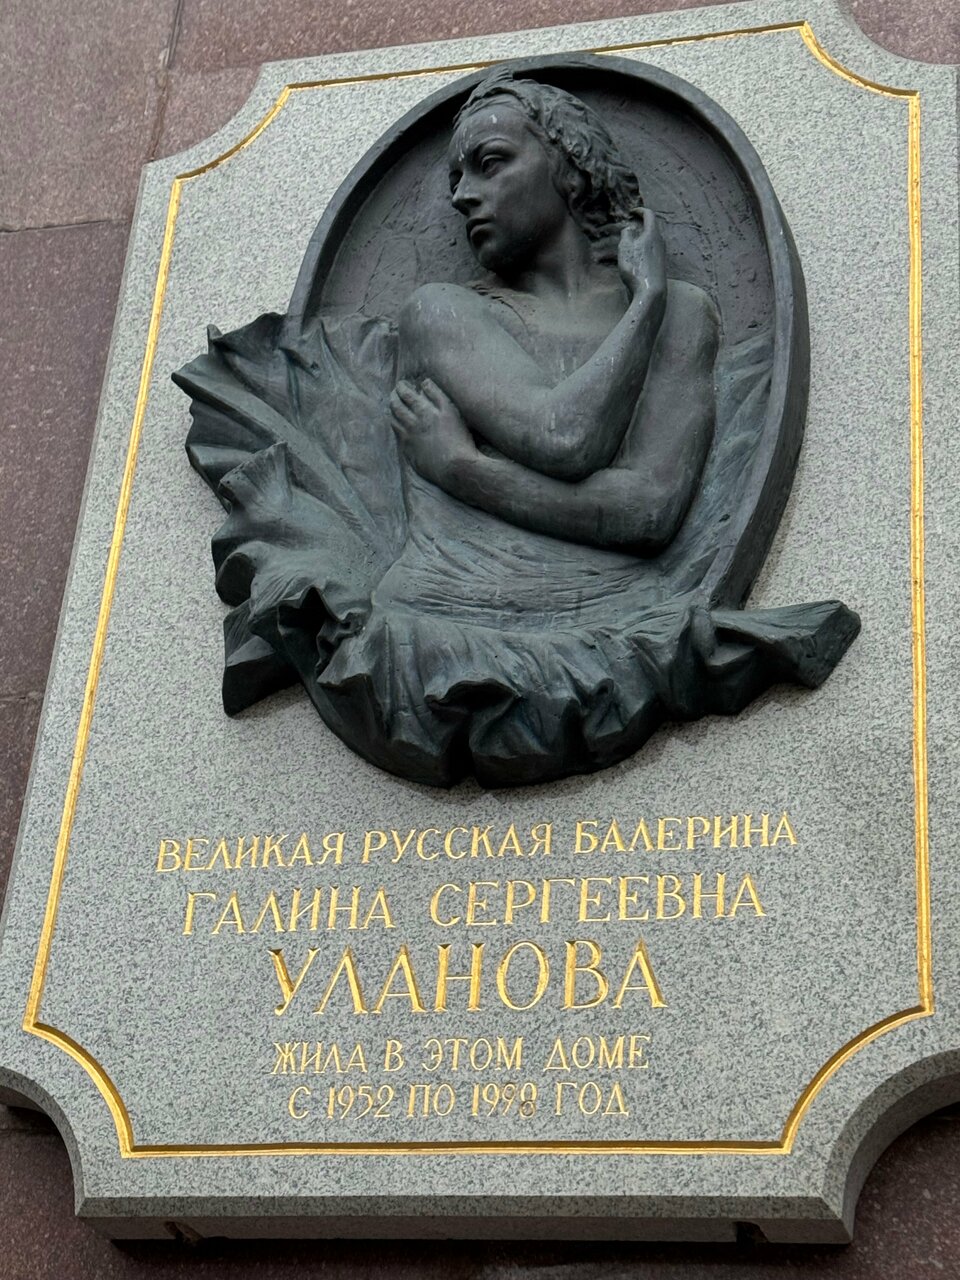 ВЕЛИКАЯ РУССКАЯ БАЛЕРИНА
ГАЛИНА СЕРГЕЕВНА
УЛАНОВА
ЖИЛА В ЭТОМ ДОМЕ
С 1952 ПО 1998 ГОД